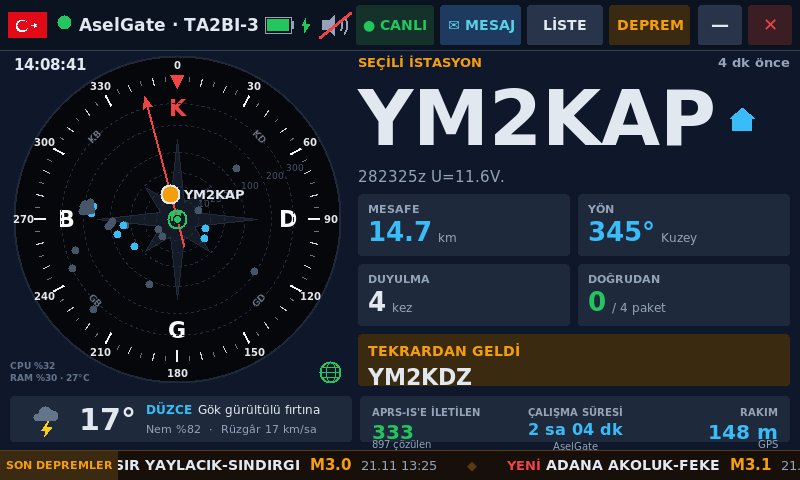 AselGate · TA2BI-3
● CANLI
✉ MESAJ
LİSTE
DEPREM
—
✕
14:08:41
SEÇİLİ İSTASYON
4 dk önce
YM2KAP
282325z U=11.6V.
MESAFE
14.7 km
YÖN
345° Kuzey
DUYULMA
4 kez
DOĞRUDAN
0 / 4 paket
TEKRARDAN GELDİ
YM2KDZ
0
30
60
90
120
150
180
210
240
270
300
330
K
KD
D
GD
G
GB
B
KB
YM2KAP
100
200
300
CPU %32
RAM %30 · 27°C
17°
DÜZCE Gök gürültülü fırtına
Nem %82 · Rüzgâr 17 km/sa
APRS-IS'E İLETİLEN
333
897 çözülen
ÇALIŞMA SÜRESİ
2 sa 04 dk
AselGate
RAKIM
148 m
GPS
SON DEPREMLER
SIR YAYLACIK-SINDIRGI M3.0 21.11 13:25 ◆ YENİ ADANA AKOLUK-FEKE M3.1 21.